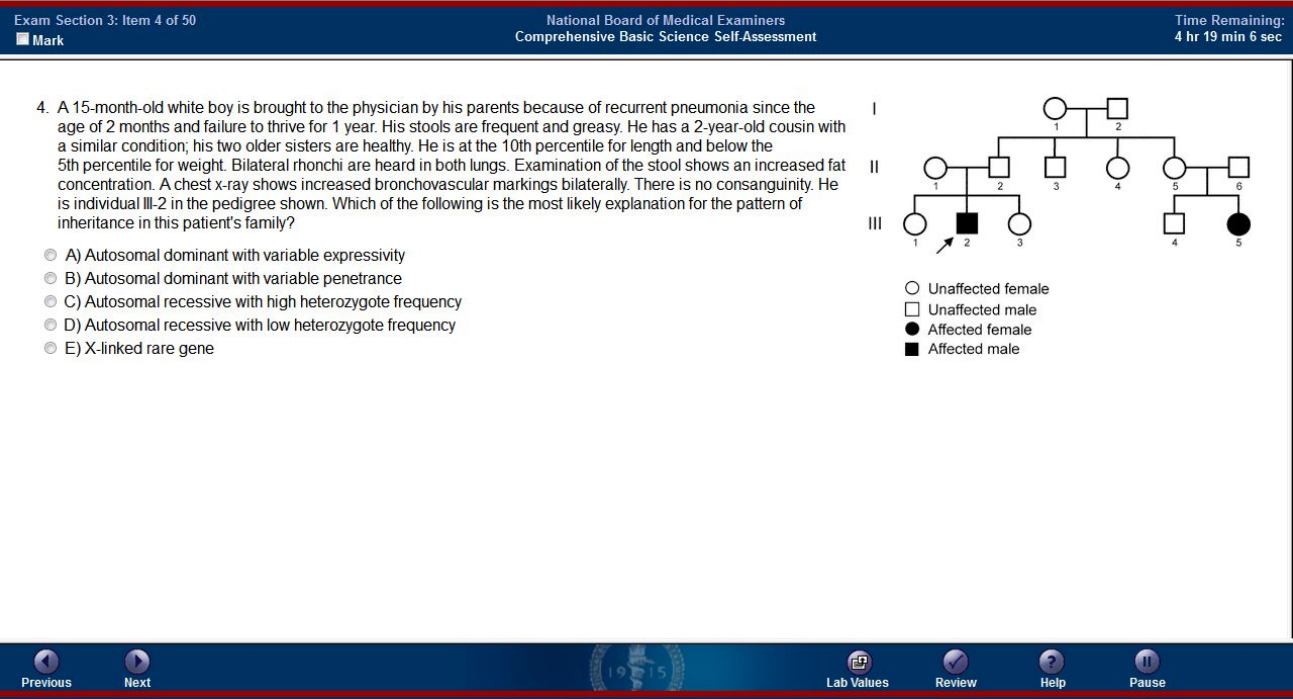 Exam Section 3: Item 4 of 50
National Board of Medical Examiners
Time Remaining:
Mark
Comprehensive Basic Science Self-Assessment
4 hr 19 min 6 sec
4. A 15-month-old white boy is brought to the physician by his parents because of recurrent pneumonia since the
age of 2 months and failure to thrive for 1 year. His stools are frequent and greasy. He has a 2-year-old cousin with
a similar condition; his two older sisters are healthy. He is at the 10th percentile for length and below the
5th percentile for weight. Bilateral rhonchi are heard in both lungs. Examination of the stool shows an increased fat
concentration. A chest x-ray shows increased bronchovascular markings bilaterally. There is no consanguinity. He
is individual III-2 in the pedigree shown. Which of the following is the most likely explanation for the pattern of
inheritance in this patient's family?
A) Autosomal dominant with variable expressivity
B) Autosomal dominant with variable penetrance
C) Autosomal recessive with high heterozygote frequency
D) Autosomal recessive with low heterozygote frequency
E) X-linked rare gene
I
1 2
II
1 2 3 4 5 6
III
1 2 3 4 5
Unaffected female
Unaffected male
Affected female
Affected male
1915
Previous
Next
Lab Values
Review
Help
Pause